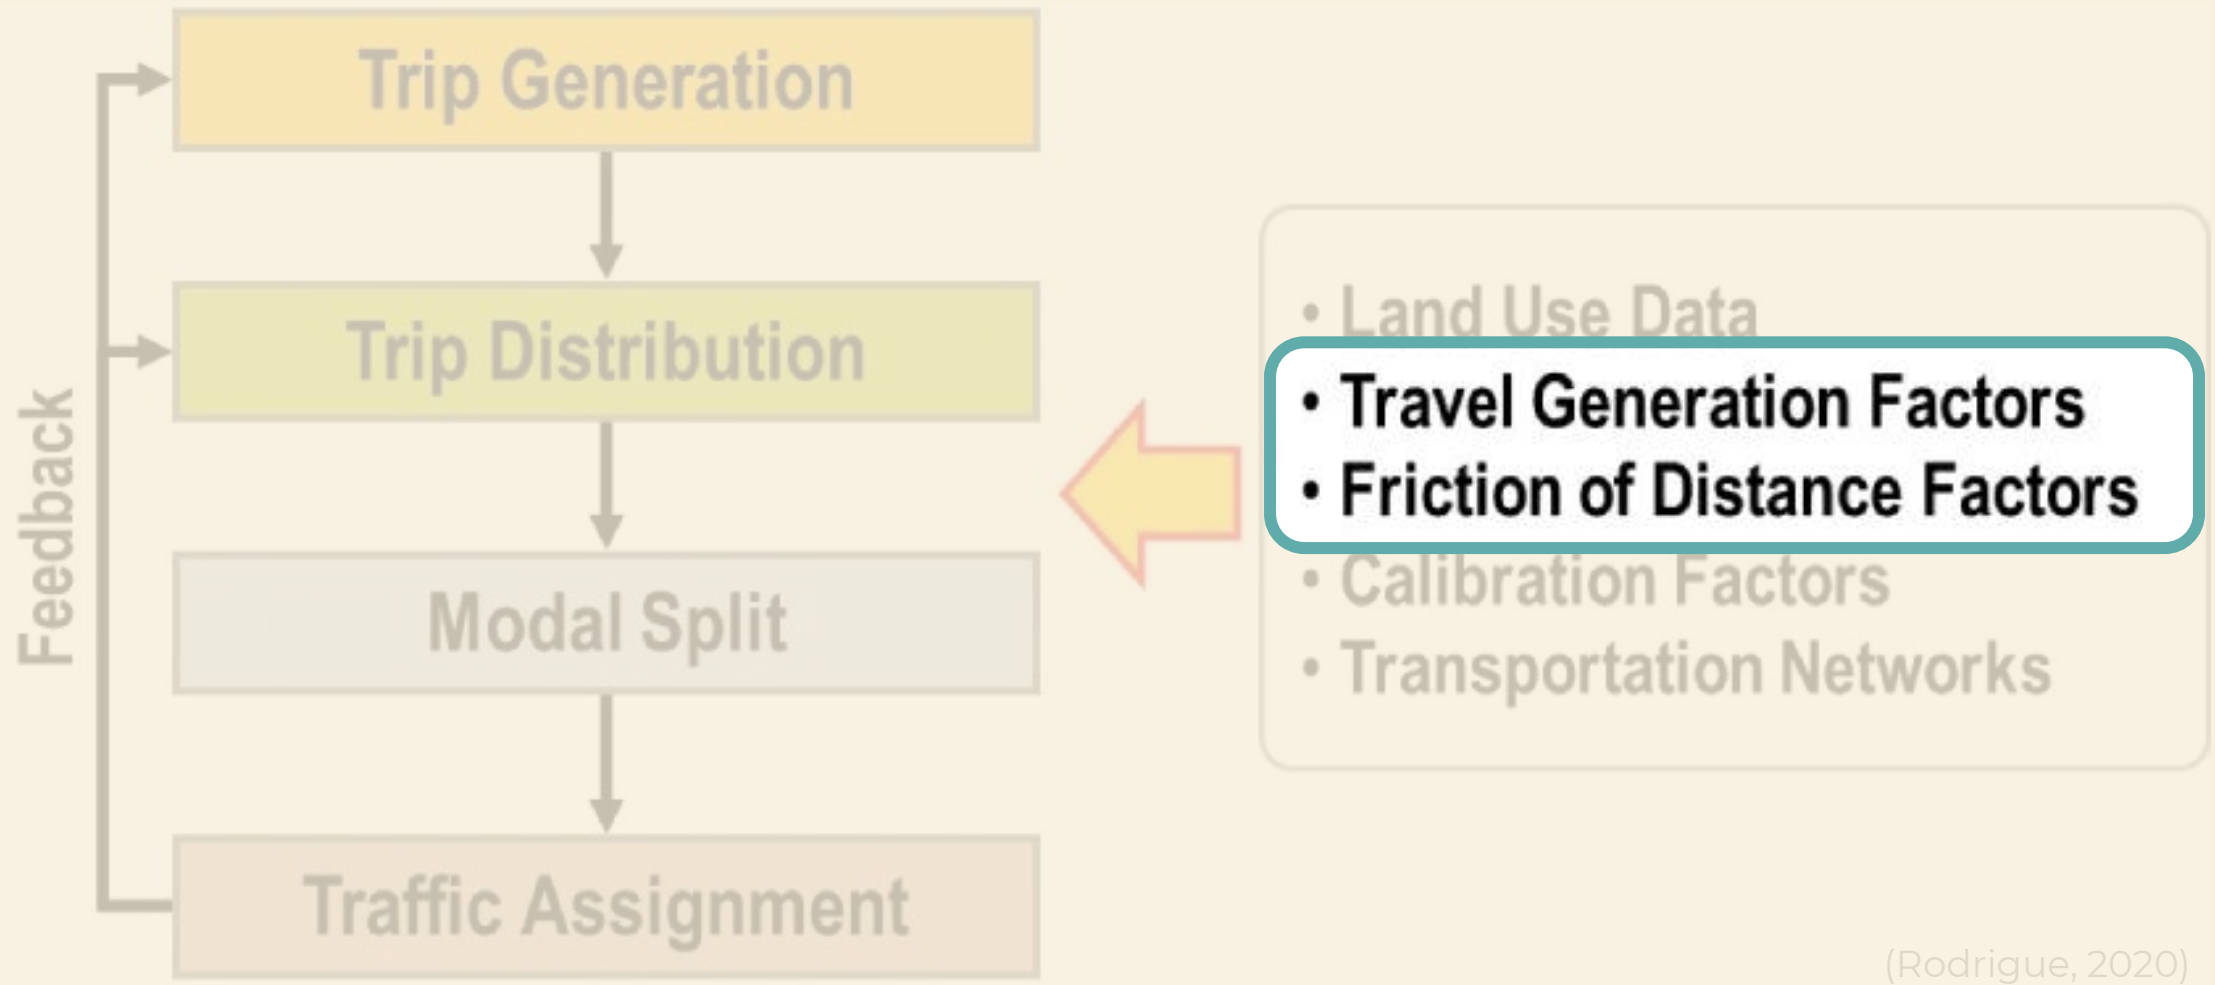 Trip Generation
Trip Distribution
Modal Split
Traffic Assignment
Feedback
• Land Use Data
• Travel Generation Factors
• Friction of Distance Factors
• Calibration Factors
• Transportation Networks
(Rodrigue, 2020)